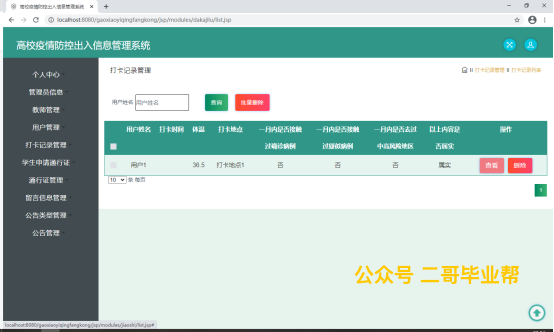 高校疫情防控出入信息管理系统
localhost:8080/gaoxiaoyiqingfangkong/jsp/modules/dakajilu/list.jsp
高校疫情防控出入信息管理系统
个人中心
管理员信息
教师管理
用户管理
打卡记录管理
学生申请通行证
通行证管理
留言信息管理
公告类型管理
公告管理
打卡记录管理
打卡记录管理 打卡记录列表
用户姓名 用户姓名 查询 批量删除
用户姓名 打卡时间 体温 打卡地点 一月内是否接触过确诊病例 一月内是否接触过疑似病例 一月内是否去过中高风险地区 以上内容是否属实 操作
用户1 36.5 打卡地点1 否 否 否 属实 查看 删除
10 条 每页
1
公众号 二哥毕业帮
localhost:8080/gaoxiaoyiqingfangkong/jsp/modules/jiaoshi/list.jsp#